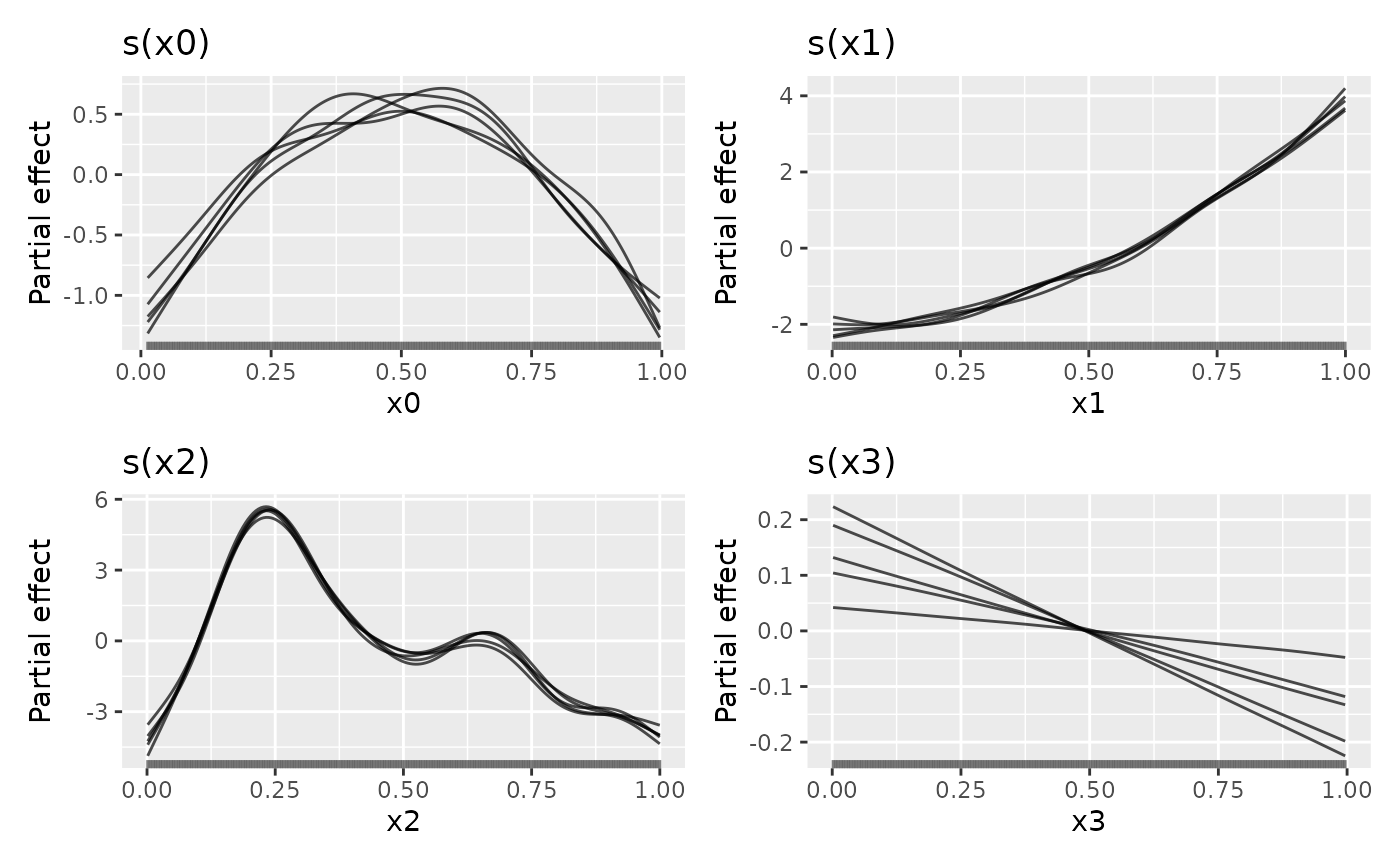 s(x0)
Partial effect
0.5
0.0
-0.5
-1.0
0.00 0.25 0.50 0.75 1.00
x0
s(x1)
Partial effect
4
2
0
-2
0.00 0.25 0.50 0.75 1.00
x1
s(x2)
Partial effect
6
3
0
-3
0.00 0.25 0.50 0.75 1.00
x2
s(x3)
Partial effect
0.2
0.1
0.0
-0.1
-0.2
0.00 0.25 0.50 0.75 1.00
x3